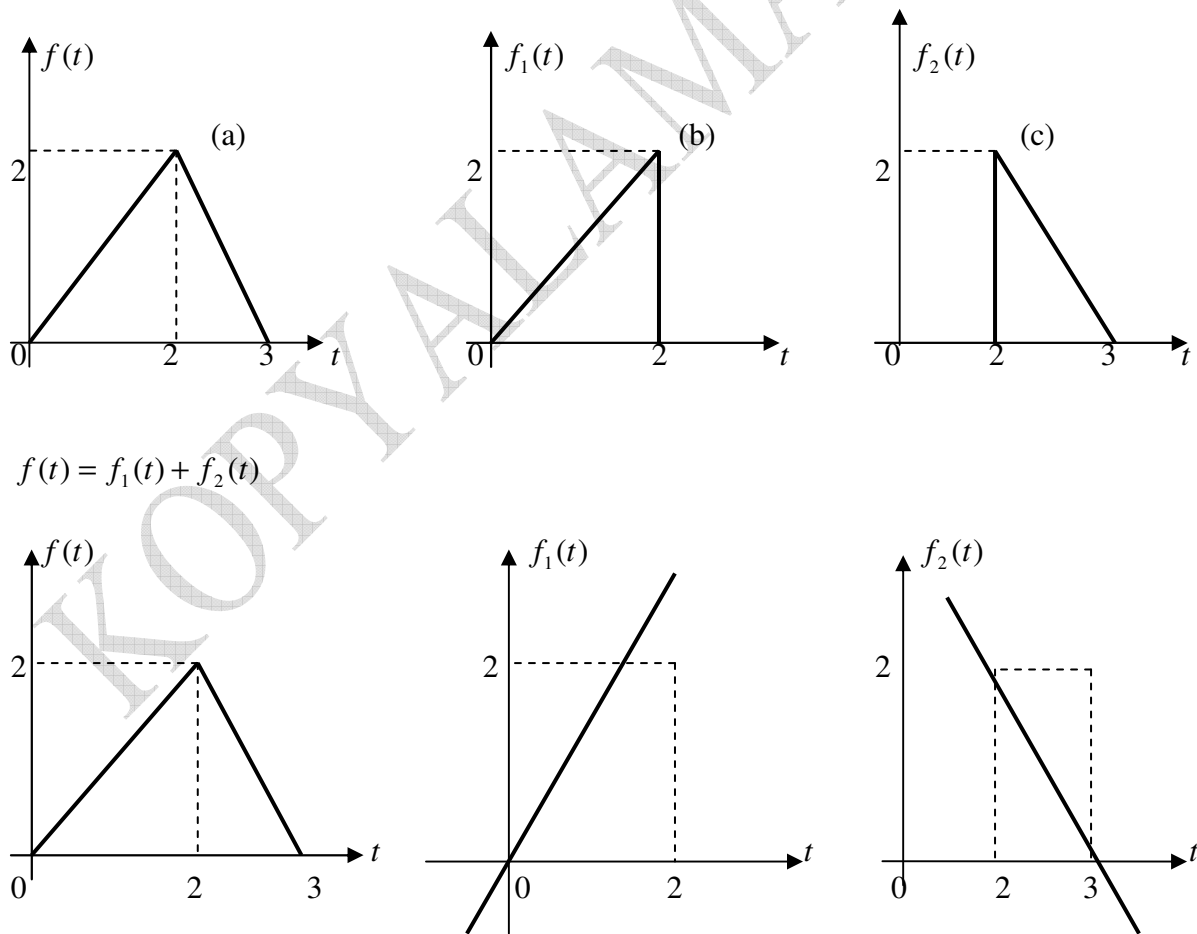 f(t) f₁(t) f₂(t)
(a) (b) (c)
2 2 2
0 2 3 t 0 2 t 0 2 3 t
f(t) = f₁(t) + f₂(t)
f(t) f₁(t) f₂(t)
2 2 2
t t t
0 2 3 0 2 0 2 3
KOPYALAMA